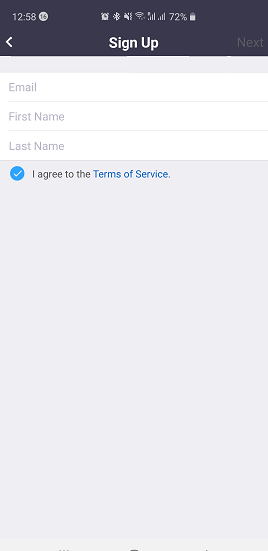 12:58 72%
Sign Up Next
Email
First Name
Last Name
I agree to the Terms of Service.